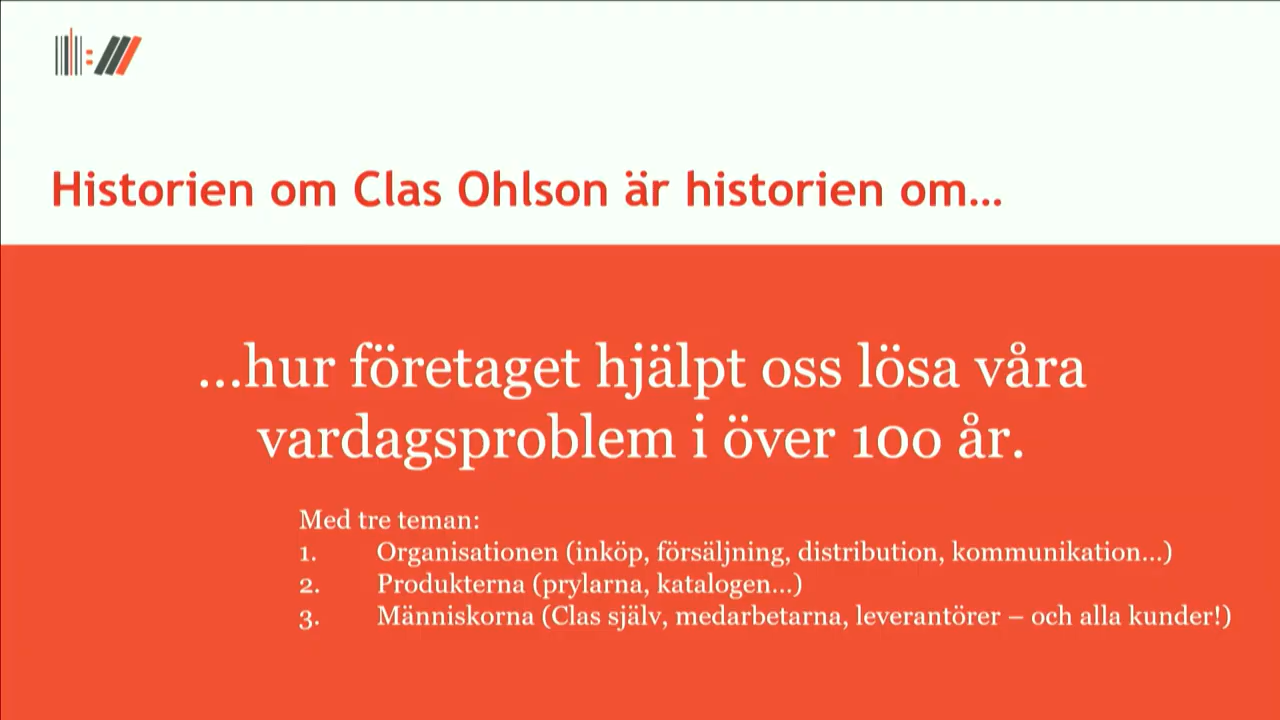 Historien om Clas Ohlson är historien om...
...hur företaget hjälpt oss lösa våra
vardagsproblem i över 100 år.
Med tre teman:
1. Organisationen (inköp, försäljning, distribution, kommunikation...)
2. Produkterna (prylarna, katalogen...)
3. Människorna (Clas själv, medarbetarna, leverantörer – och alla kunder!)